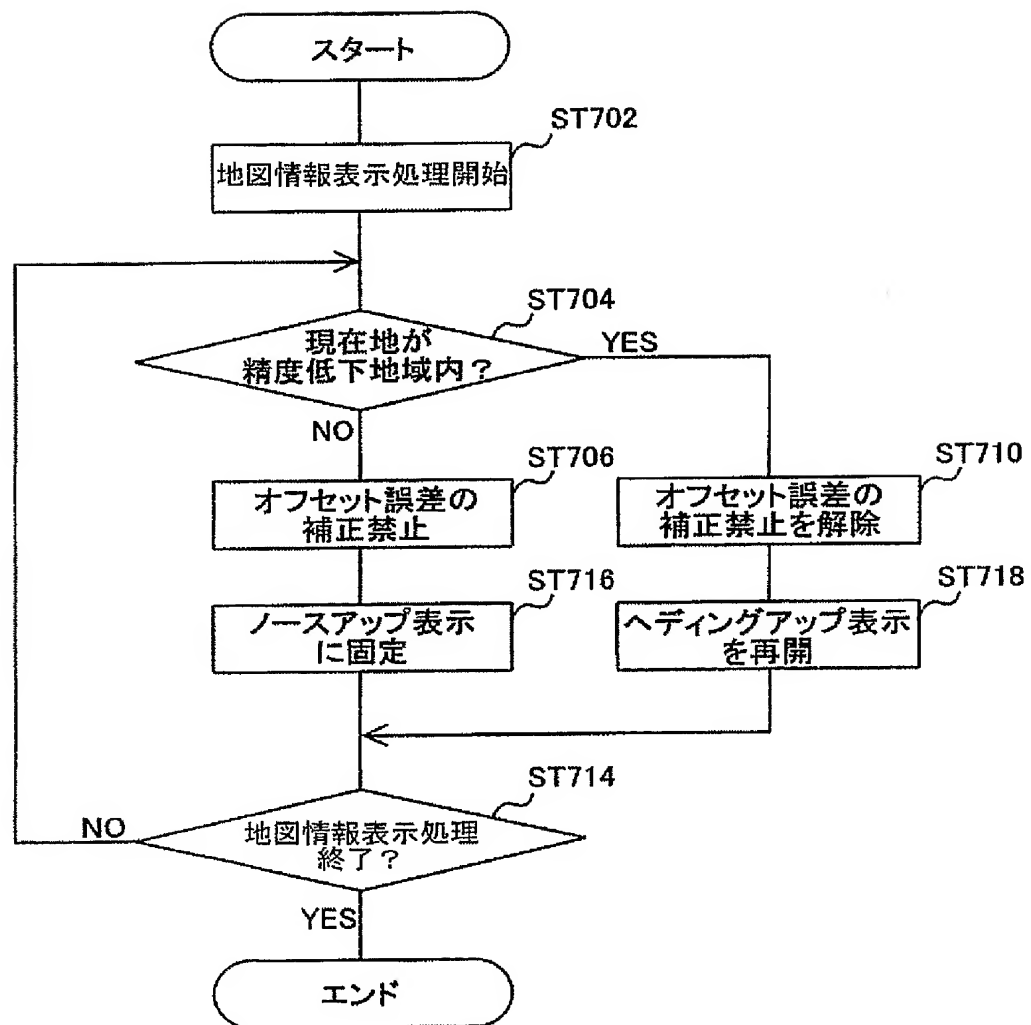 スタート
ST702
地図情報表示処理開始
ST704
現在地が
精度低下地域内？
YES
NO
ST706
オフセット誤差の
補正禁止
ST710
オフセット誤差の
補正禁止を解除
ST716
ノースアップ表示
に固定
ST718
ヘディングアップ表示
を再開
ST714
地図情報表示処理
終了？
NO
YES
エンド